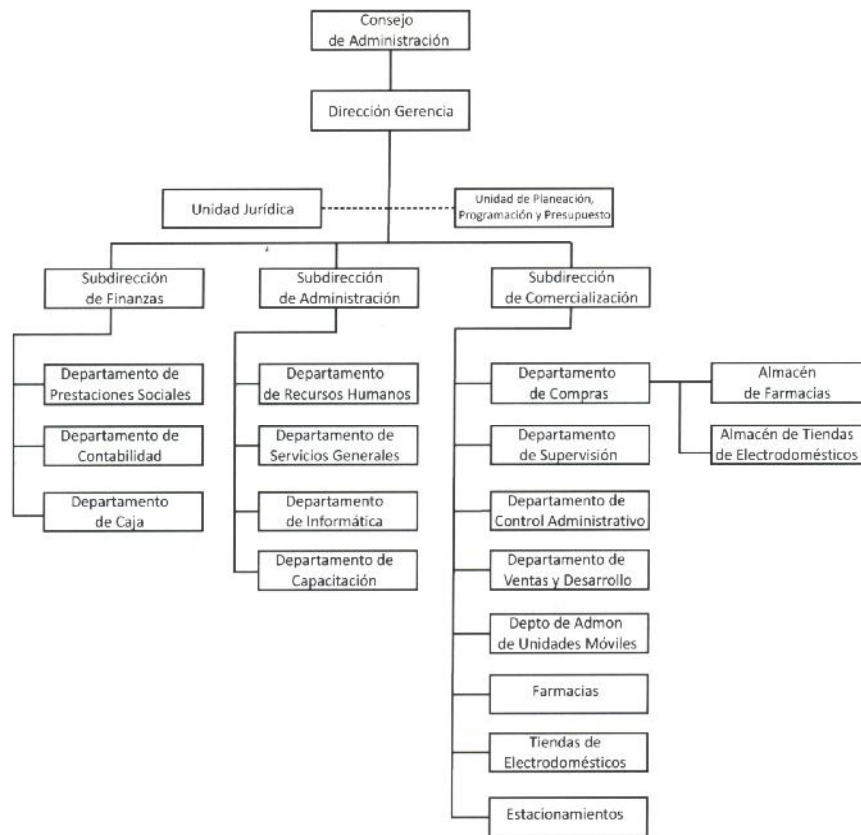 Consejo
de Administración
Dirección Gerencia
Unidad Jurídica
Unidad de Planeación,
Programación y Presupuesto
Subdirección
de Finanzas
Subdirección
de Administración
Subdirección
de Comercialización
Departamento de
Prestaciones Sociales
Departamento de
Contabilidad
Departamento
de Caja
Departamento
de Recursos Humanos
Departamento de
Servicios Generales
Departamento
de Informática
Departamento de
Capacitación
Departamento
de Compras
Departamento
de Supervisión
Departamento de
Control Administrativo
Departamento de
Ventas y Desarrollo
Depto de Admon
de Unidades Móviles
Farmacias
Tiendas de
Electrodomésticos
Estacionamientos
Almacén
de Farmacias
Almacén de Tiendas
de Electrodomésticos